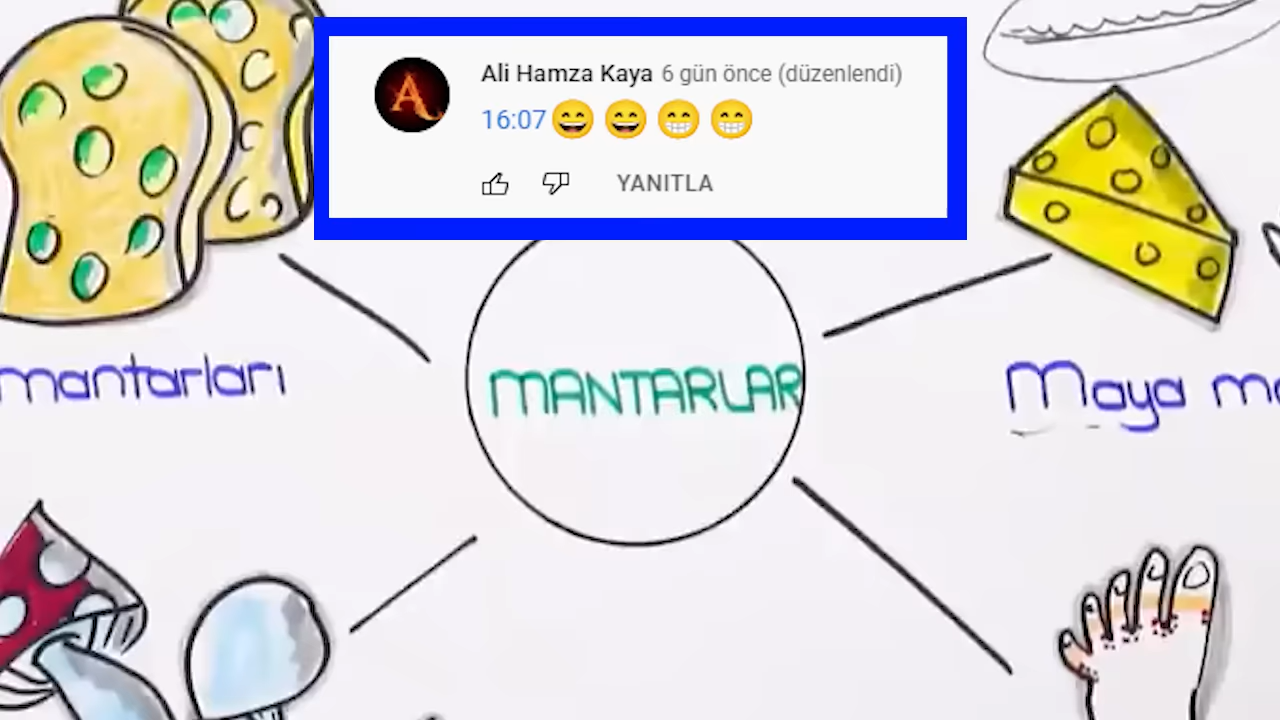 Ali Hamza Kaya 6 gün önce (düzenlendi)
16:07😄 😄 😁 😁
YANITLA
MANTARLAR
mantarları
Maya